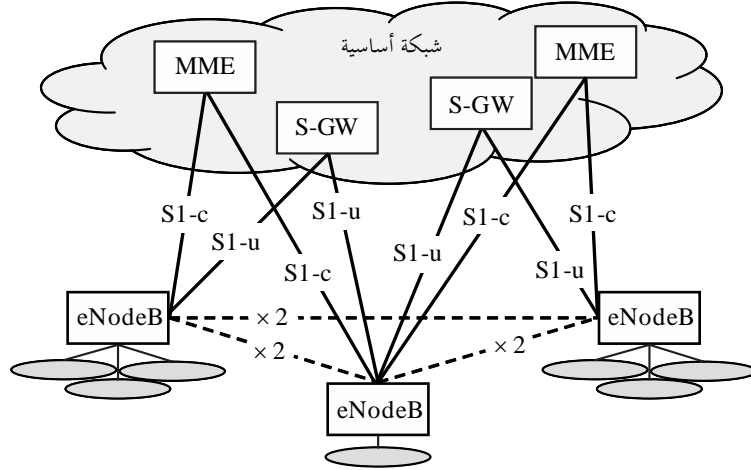 شبكة أساسية
MME
MME
S-GW
S-GW
S1-c
S1-u
S1-u
S1-c
S1-c
S1-u
S1-c
S1-u
eNodeB
× 2
eNodeB
× 2
× 2
eNodeB